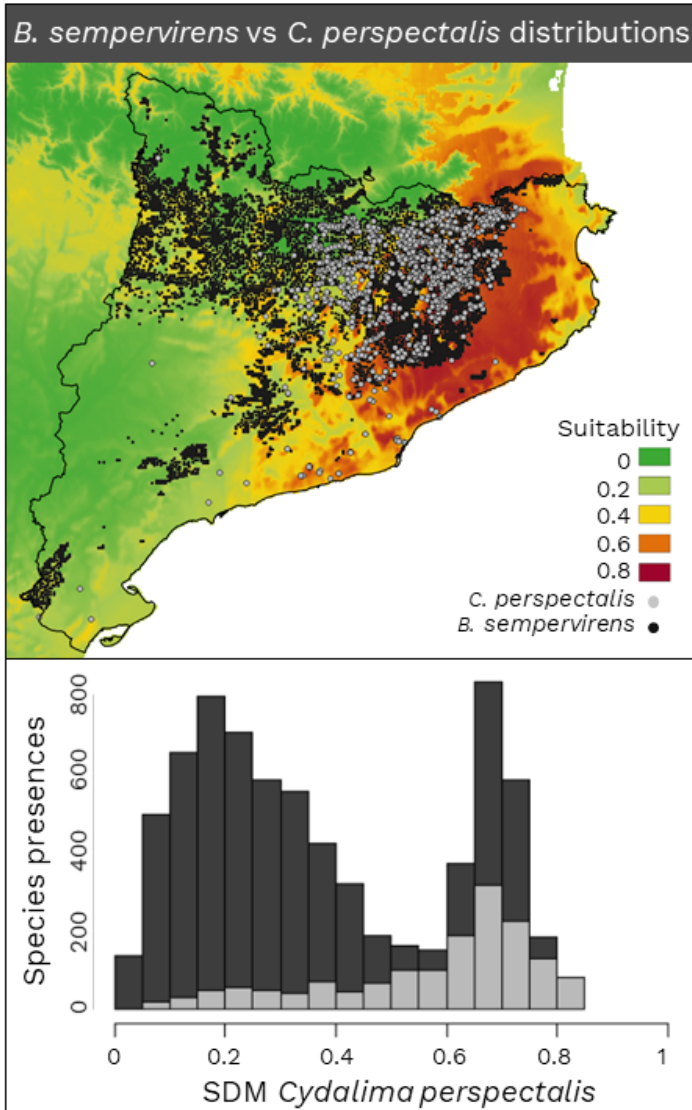 B. sempervirens vs C. perspectalis distributions
Suitability
0
0.2
0.4
0.6
0.8
C. perspectalis
B. sempervirens
Species presences
800
600
400
200
0
0 0.2 0.4 0.6 0.8 1
SDM Cydalima perspectalis